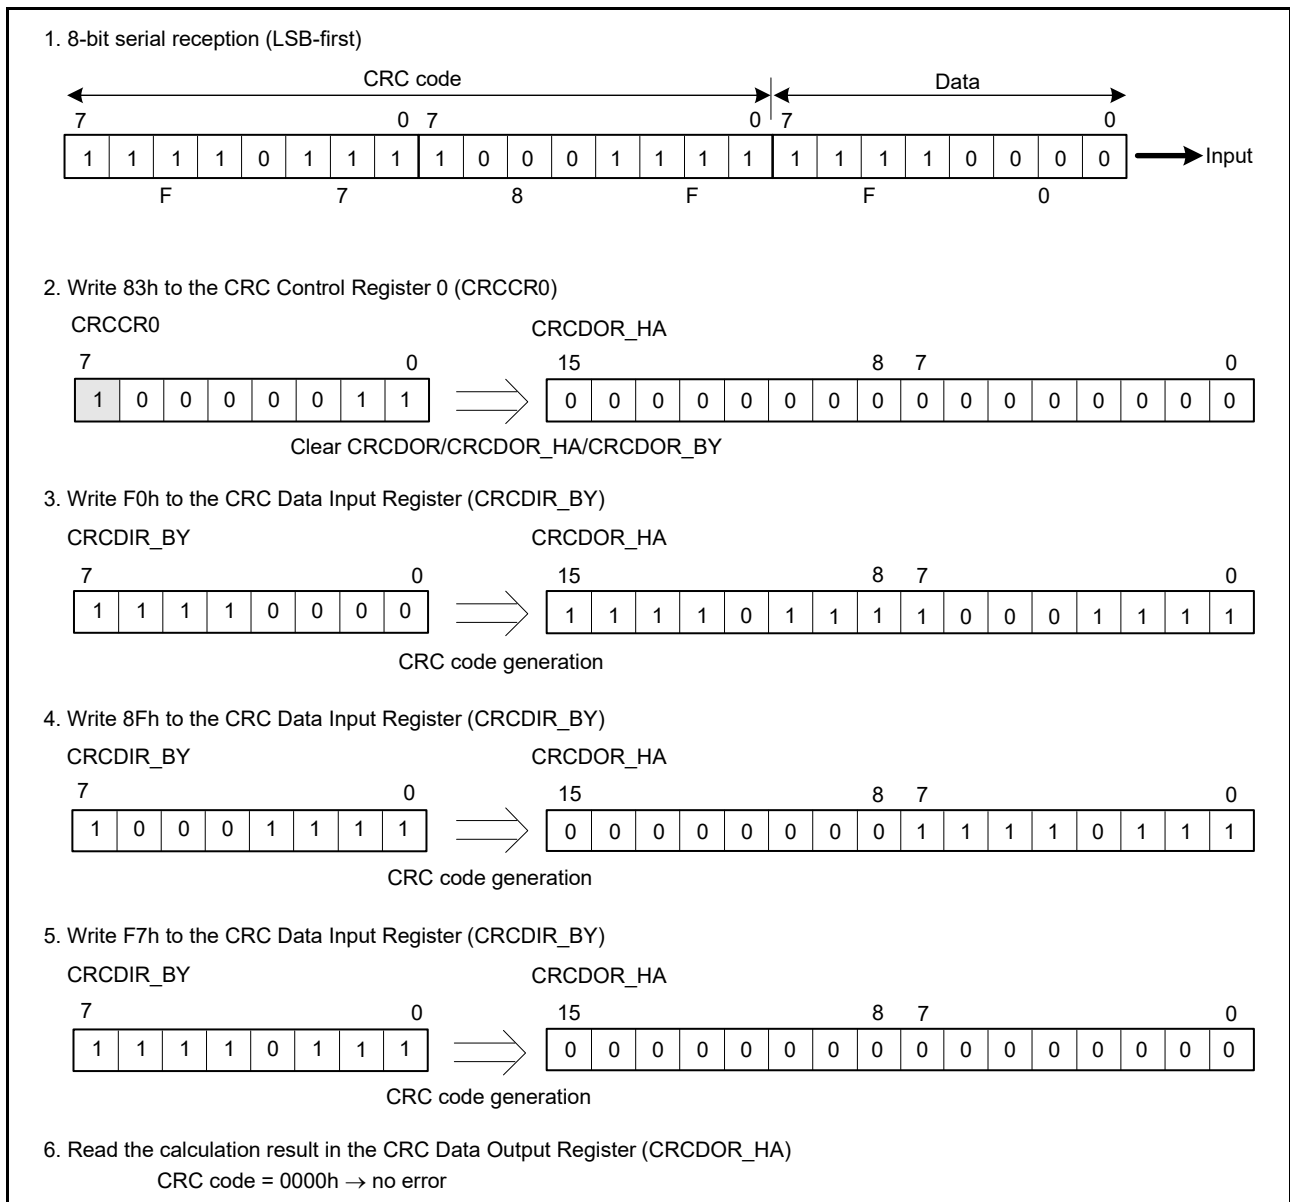 1. 8-bit serial reception (LSB-first)
CRC code Data
7 0 7 0 7 0
1 1 1 1 0 1 1 1 1 0 0 0 1 1 1 1 1 1 1 1 0 0 0 0 Input
F 7 8 F F 0
2. Write 83h to the CRC Control Register 0 (CRCCR0)
CRCCR0 CRCDOR_HA
7 0 15 8 7 0
1 0 0 0 0 0 1 1 0 0 0 0 0 0 0 0 0 0 0 0 0 0 0 0
Clear CRCDOR/CRCDOR_HA/CRCDOR_BY
3. Write F0h to the CRC Data Input Register (CRCDIR_BY)
CRCDIR_BY CRCDOR_HA
7 0 15 8 7 0
1 1 1 1 0 0 0 0 1 1 1 1 0 1 1 1 1 0 0 0 1 1 1 1
CRC code generation
4. Write 8Fh to the CRC Data Input Register (CRCDIR_BY)
CRCDIR_BY CRCDOR_HA
7 0 15 8 7 0
1 0 0 0 1 1 1 1 0 0 0 0 0 0 0 0 1 1 1 1 0 1 1 1
CRC code generation
5. Write F7h to the CRC Data Input Register (CRCDIR_BY)
CRCDIR_BY CRCDOR_HA
7 0 15 8 7 0
1 1 1 1 0 1 1 1 0 0 0 0 0 0 0 0 0 0 0 0 0 0 0 0
CRC code generation
6. Read the calculation result in the CRC Data Output Register (CRCDOR_HA)
CRC code = 0000h → no error